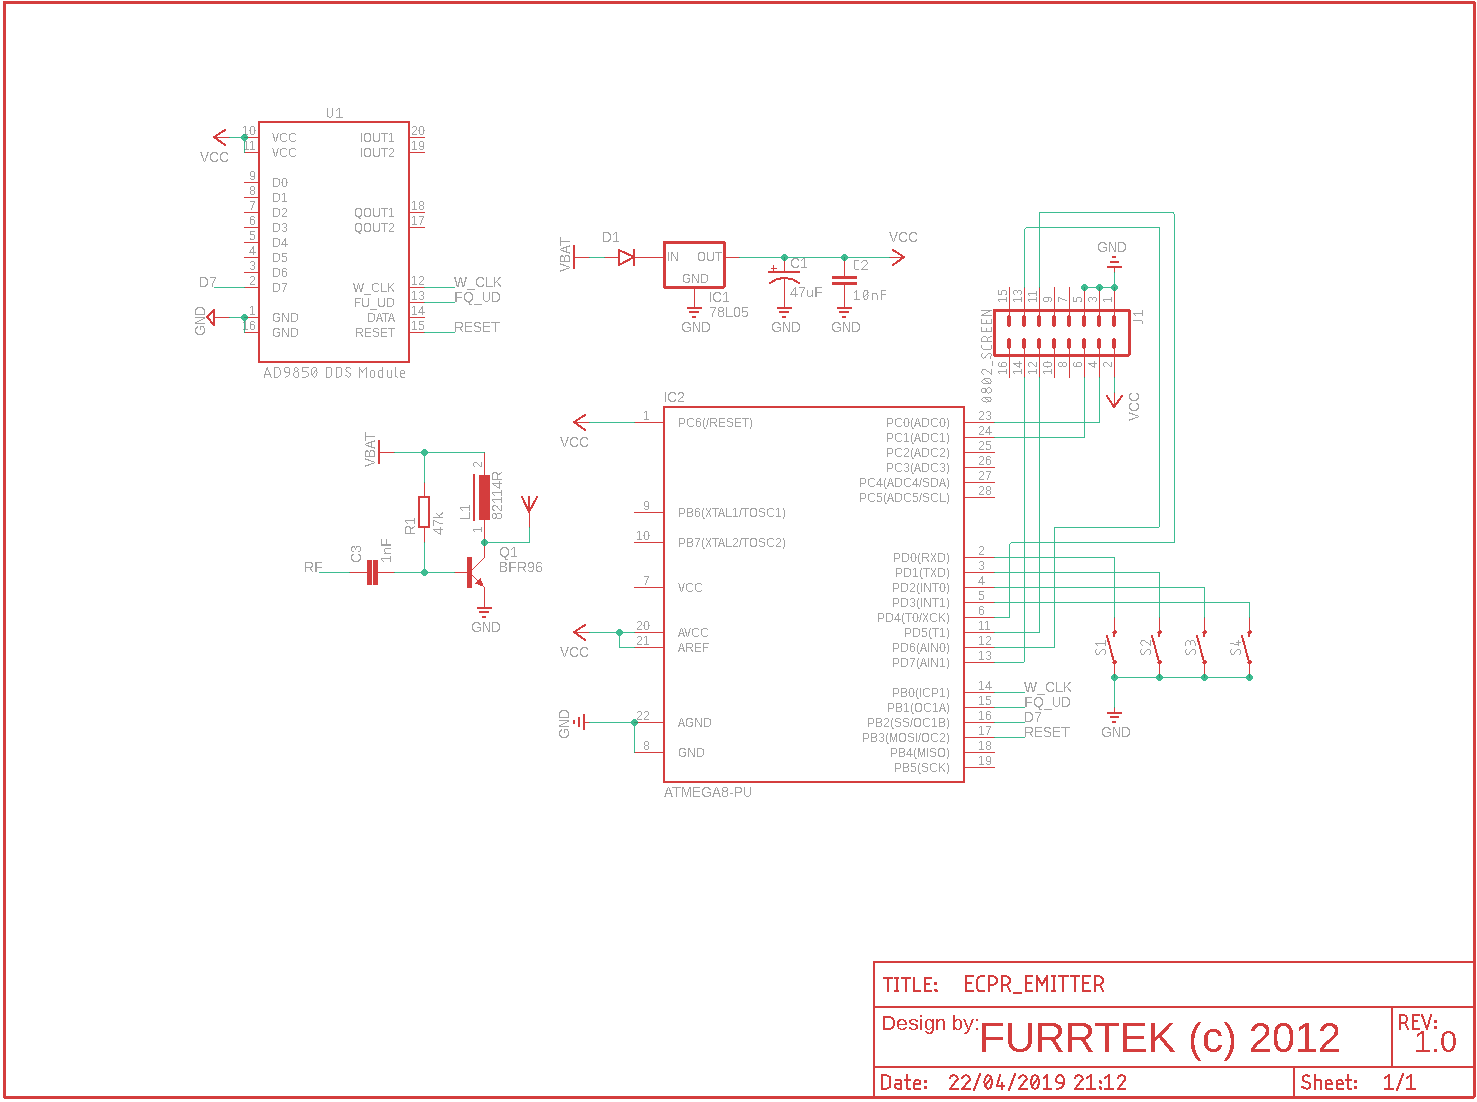 U1
10 VCC IOUT1 20
11 VCC IOUT2 19
VCC
9 D0
8 D1
7 D2 QOUT1 18
6 D3 QOUT2 17
5 D4
4 D5
3 D6
D7 2 D7 W_CLK 12 W_CLK
FU_UD 13 FQ_UD
GND 1 GND DATA 14
16 GND RESET 15 RESET
AD9850 DDS Module
VBAT
D1
IN OUT
GND
IC1
78L05
GND
C1
47uF
GND
C2
10nF
GND
VCC
GND
15 13 11 9 7 5 3 1
J1
0802_SCREEN
16 14 12 10 8 6 4 2
VCC
VBAT
R1
47k
L1
82114R
2
1
RF
C3
1nF
Q1
BFR96
GND
IC2
VCC
1 PC6(/RESET) PC0(ADC0) 23
PC1(ADC1) 24
PC2(ADC2) 25
PC3(ADC3) 26
PC4(ADC4/SDA) 27
PC5(ADC5/SCL) 28
9 PB6(XTAL1/TOSC1)
10 PB7(XTAL2/TOSC2)
PD0(RXD) 2
PD1(TXD) 3
7 VCC PD2(INT0) 4
PD3(INT1) 5
PD4(T0/XCK) 6
20 AVCC PD5(T1) 11
21 AREF PD6(AIN0) 12
VCC
PD7(AIN1) 13
S1 S2 S3 S4
GND
PB0(ICP1) 14 W_CLK
PB1(OC1A) 15 FQ_UD
GND 22 AGND PB2(SS/OC1B) 16 D7
PB3(MOSI/OC2) 17 RESET
8 GND PB4(MISO) 18
PB5(SCK) 19
ATMEGA8-PU
TITLE: ECPR_EMITTER
Design by: FURRTEK (c) 2012
REV: 1.0
Date: 22/04/2019 21:12
Sheet: 1/1